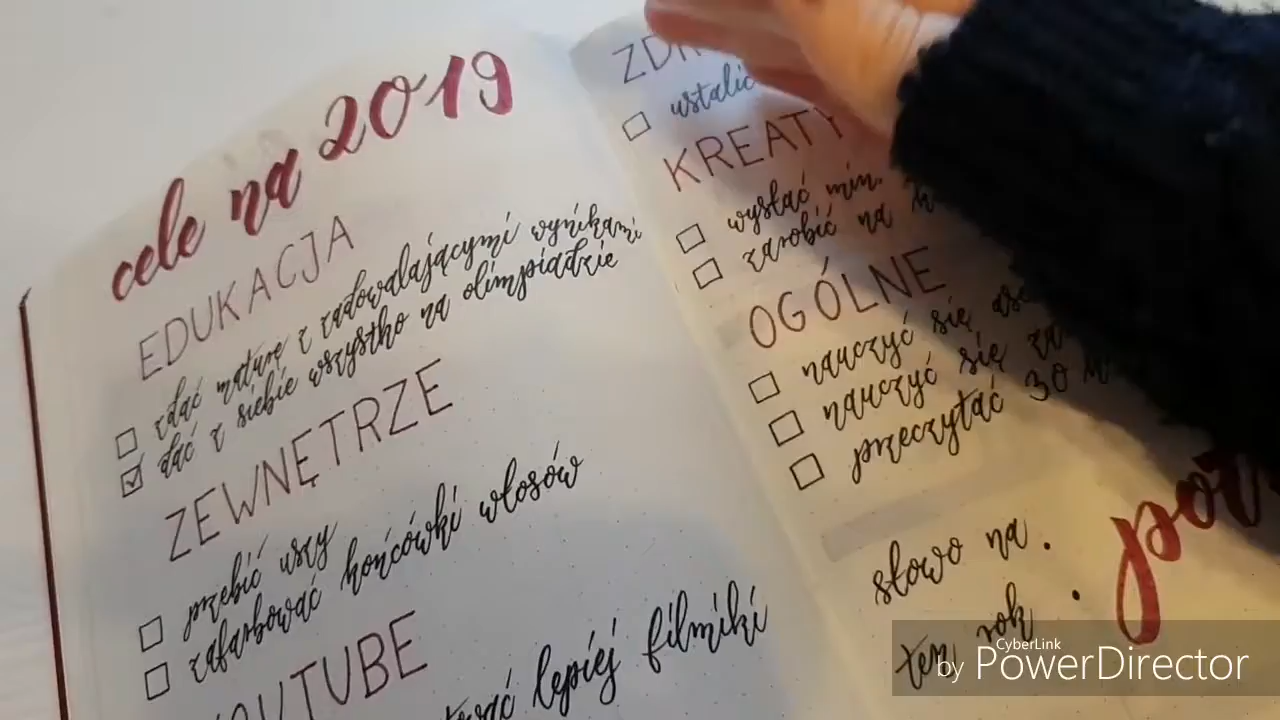 cele na 2019
EDUKACJA
☐ zdać maturę z zadowalającymi wynikami
☑ dać z siebie wszystko na olimpiadzie
ZEWNĘTRZE
☐ przebić uszy
☐ zafarbować końcówki włosów
lepiej filmiki
☐ ustalić
☐ wysłać min.
☐ zarobić na
OGÓLNE
☐ nauczyć się
☐ nauczyć się
☐ przeczytać 30
słowo na
ten rok
CyberLink
by PowerDirector